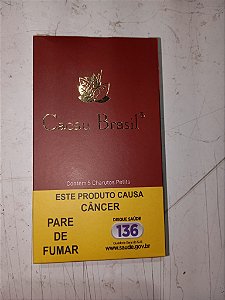 Cacau Brasil
Contém 5 Charutos Petits
ESTE PRODUTO CAUSA
CÂNCER
PARE
DE
FUMAR
DISQUE SAÚDE
136
www.saude.gov.br